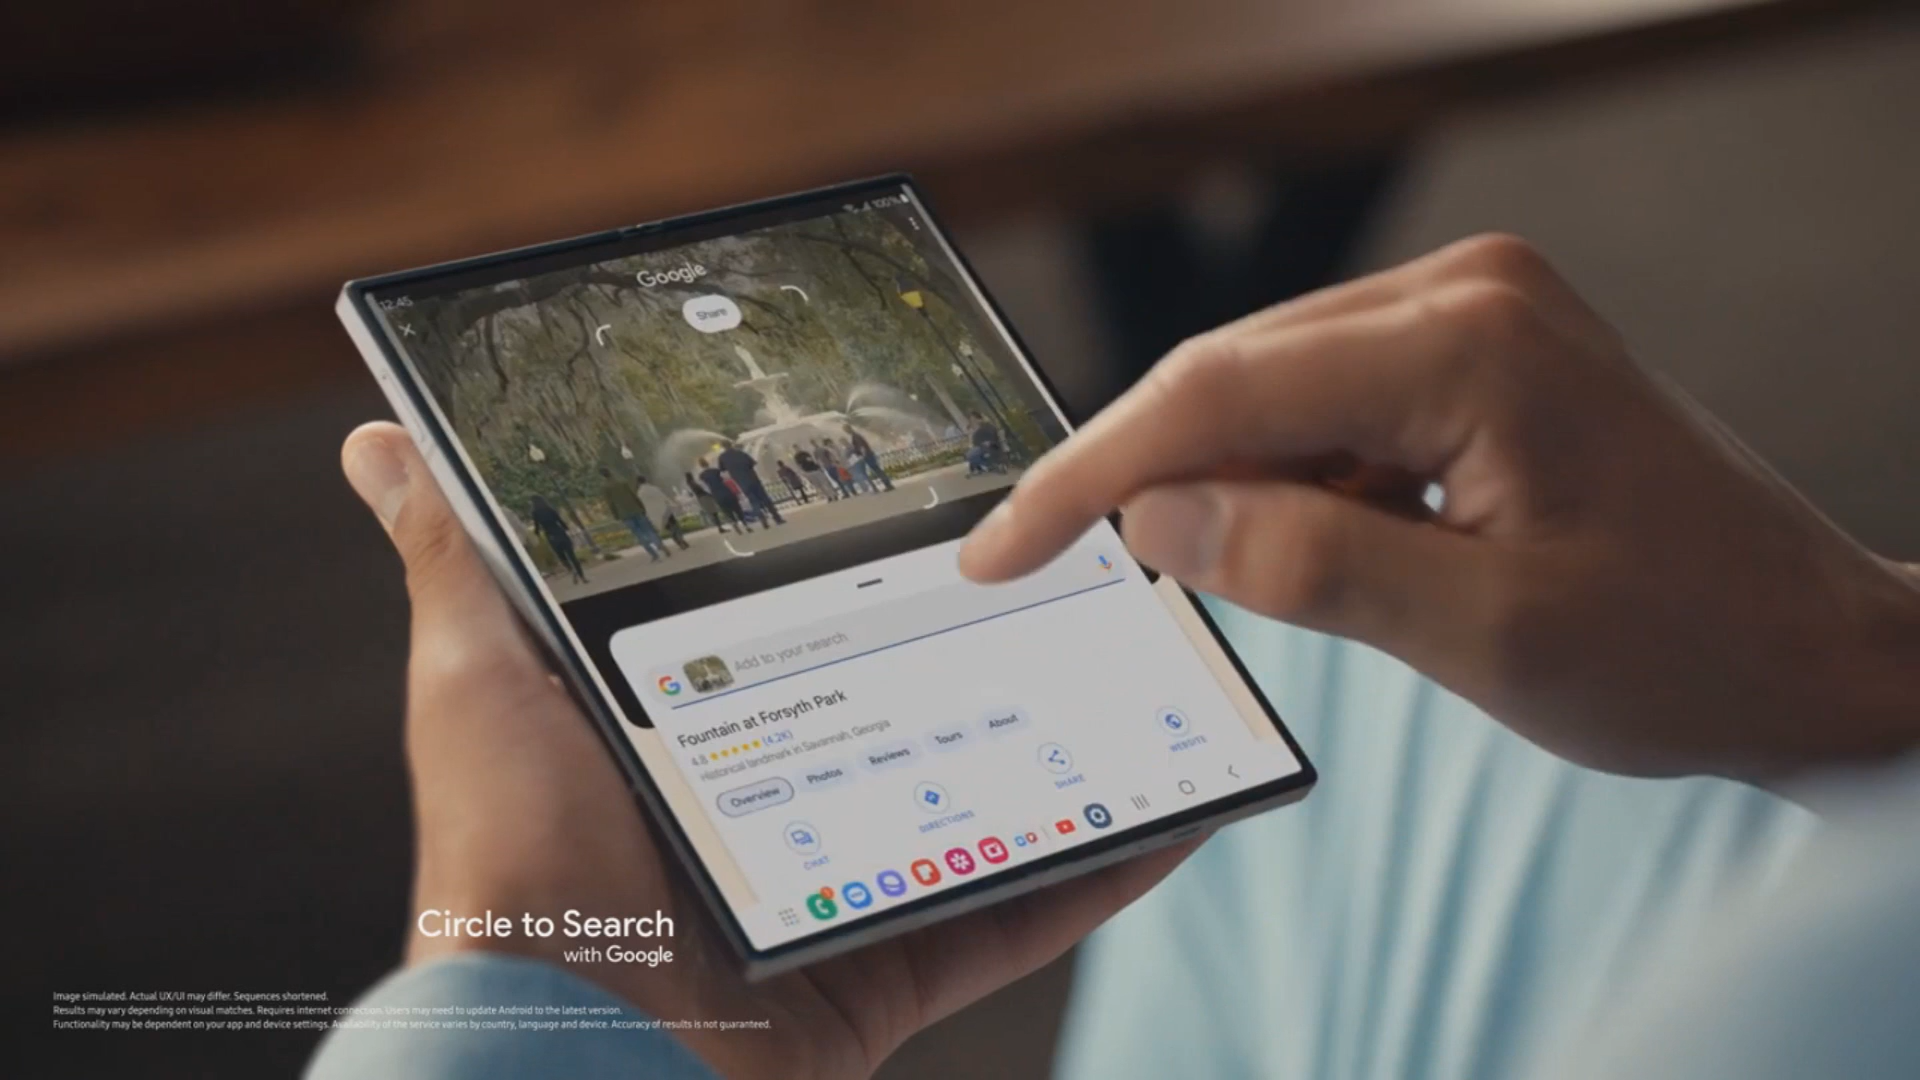 12:45
100%
Google
Share
Add to your search
Fountain at Forsyth Park
4.8 (4.2K)
Historical landmark in Savannah, Georgia
Overview Photos Reviews Tours About
CHAT DIRECTIONS SHARE WEBSITE
Circle to Search
with Google
Image simulated. Actual UX/UI may differ. Sequences shortened.
Results may vary depending on visual matches. Requires internet connection. Users may need to update Android to the latest version.
Functionality may be dependent on your app and device settings. Availability of the service varies by country, language and device. Accuracy of results is not guaranteed.